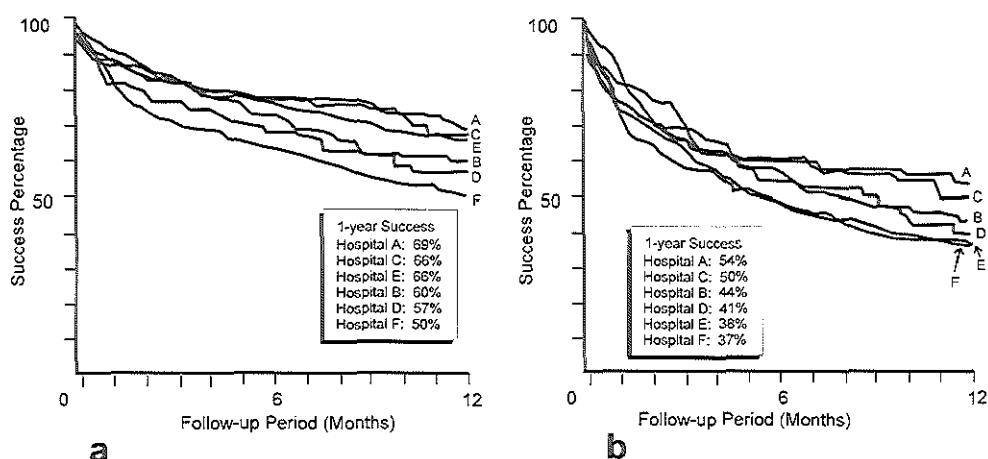 100
50
Success Percentage
A
C
E
B
D
F
1-year Success
Hospital A: 69%
Hospital C: 66%
Hospital E: 66%
Hospital B: 60%
Hospital D: 57%
Hospital F: 50%
0 6 12
Follow-up Period (Months)
a
100
50
Success Percentage
A
C
B
D
F E
1-year Success
Hospital A: 54%
Hospital C: 50%
Hospital B: 44%
Hospital D: 41%
Hospital E: 38%
Hospital F: 37%
0 6 12
Follow-up Period (Months)
b